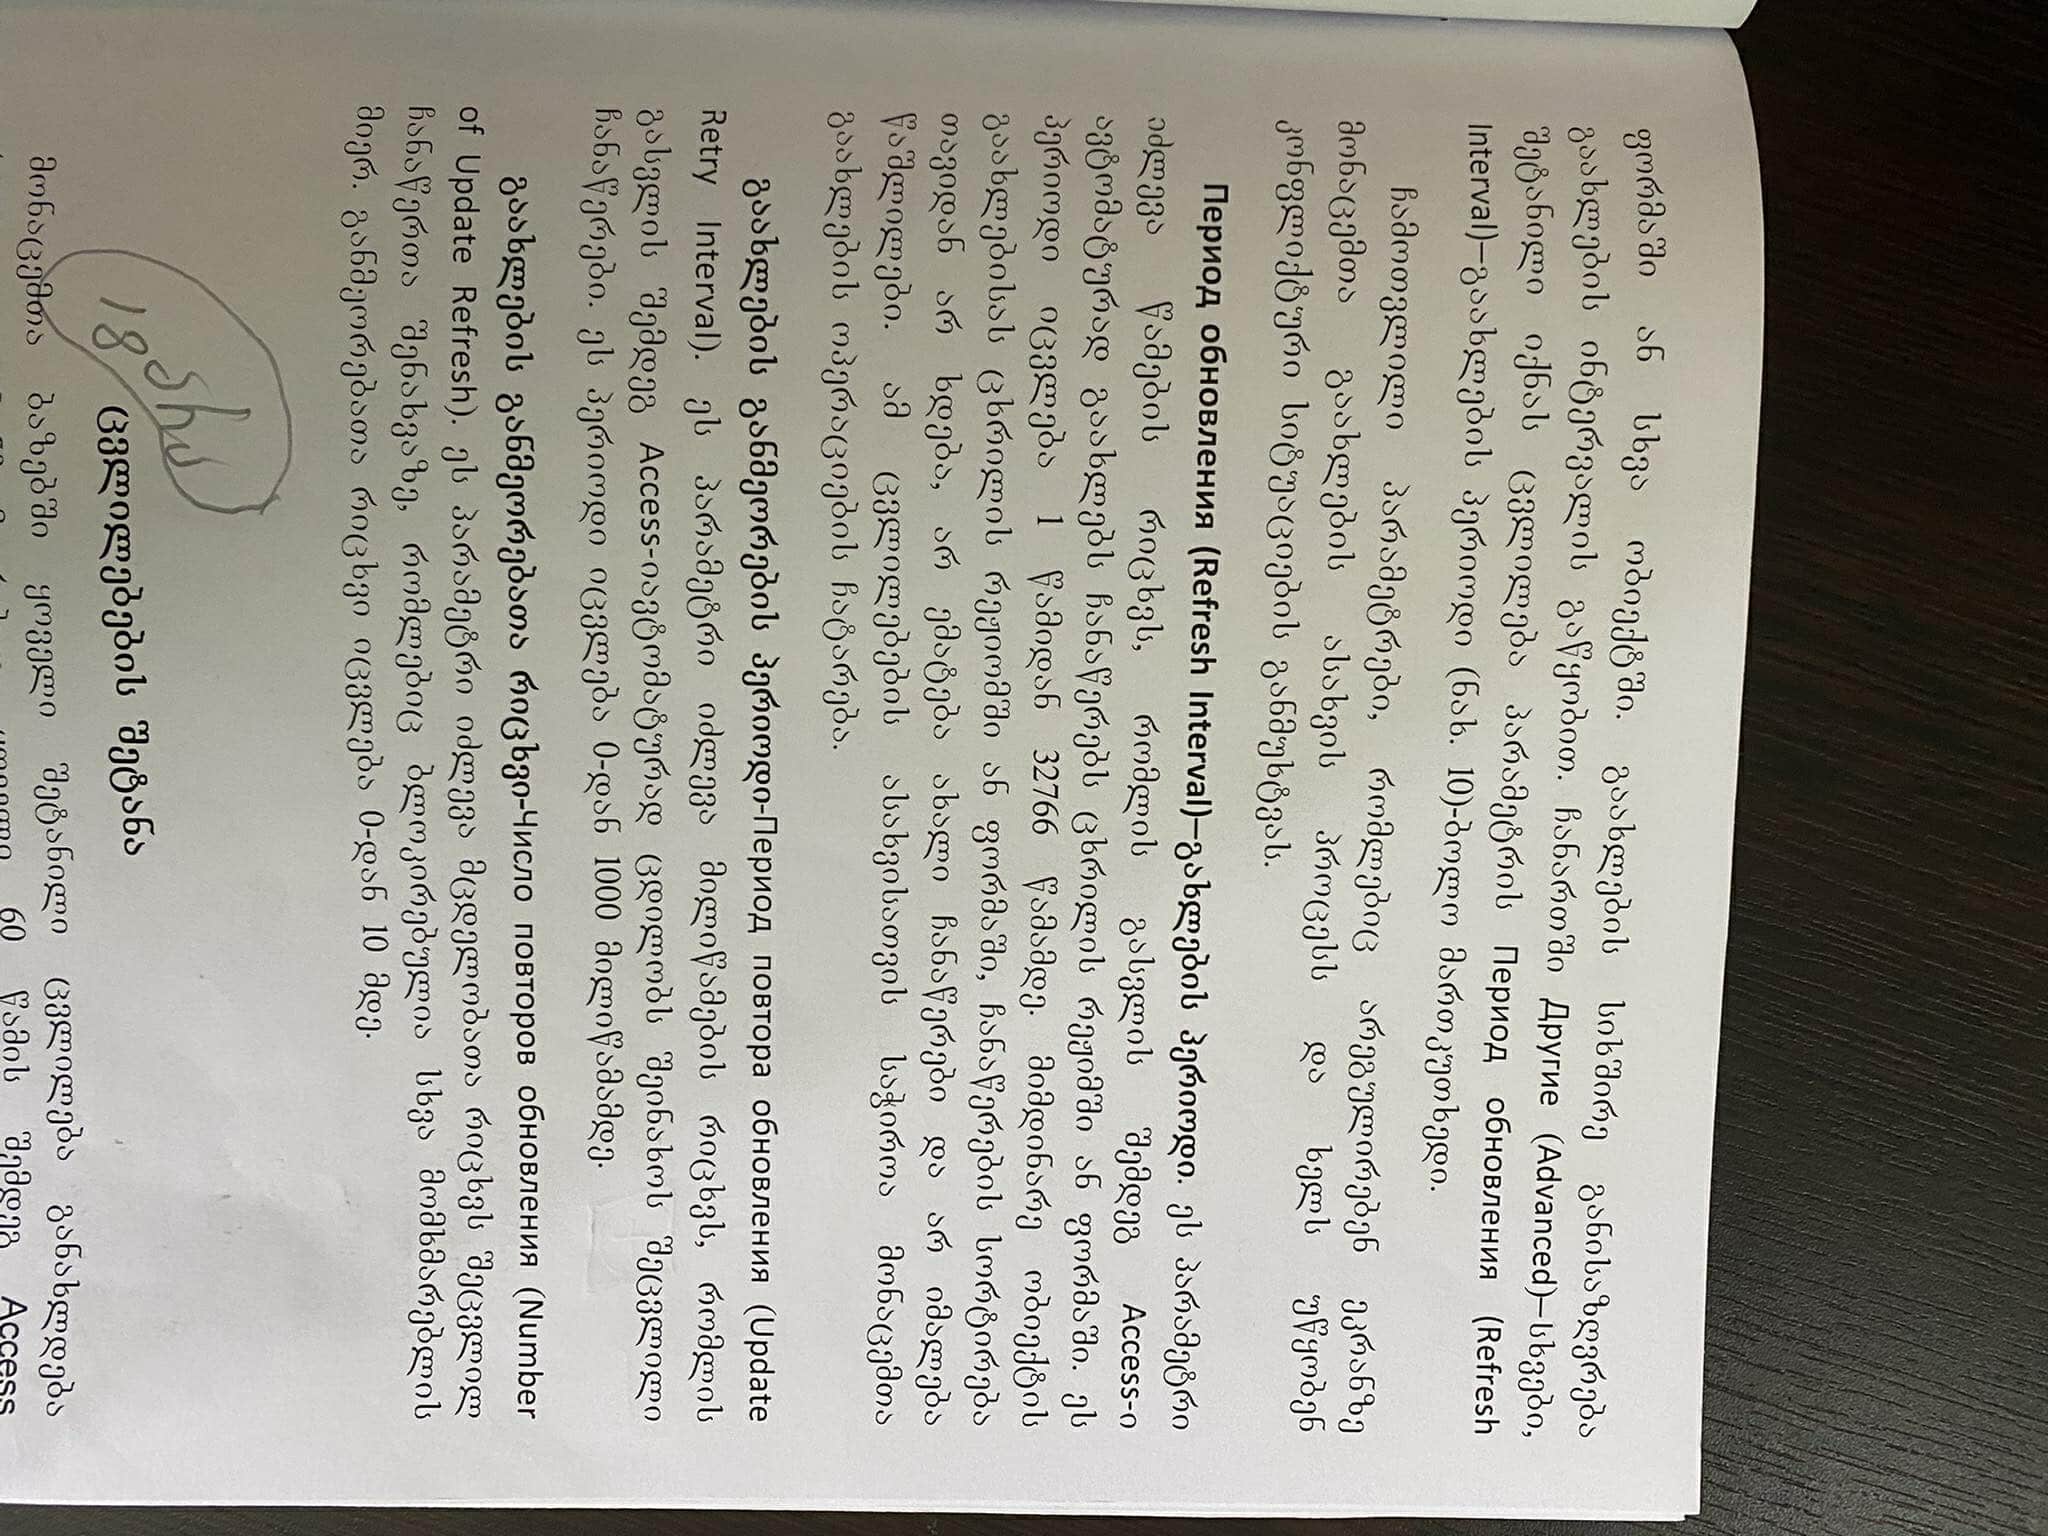 ფორმაში ან სხვა ობიექტში. გაახლების სიხშირე განისაზღვრება
გაახლების ინტერვალის გაწყობით. ჩანართში Другие (Advanced)–სხვები,
შეტანილი იქნას ცვლილება პარამეტრის Период обновления (Refresh
Interval)–გაახლების პერიოდი (ნახ. 10)-ბოლო მართკუთხედი.
ჩამოთვლილი პარამეტრები, რომლებიც არეგულირებენ ეკრანზე
მონაცემთა გაახლების ასახვის პროცესს და ხელს უწყობენ
კონფლიქტური სიტუაციების განმუხტვას.
Период обновления (Refresh Interval)–გახლების პერიოდი. ეს პარამეტრი
იძლევა წამების რიცხვს, რომლის გასვლის შემდეგ Access-ი
ავტომატურად გაახლებს ჩანაწერებს ცხრილის რეჟიმში ან ფორმაში. ეს
პერიოდი იცვლება 1 წამიდან 32766 წამამდე. მიმდინარე ობიექტის
გაახლებისას ცხრილის რეჟიომში ან ფორმაში, ჩანაწერების სორტირება
თავიდან არ ხდება, არ ემატება ახალი ჩანაწერები და არ იმალება
წაშლილები. ამ ცვლილებების ასახვისათვის საჭიროა მონაცემთა
გაახლების ოპერაციების ჩატარება.
გაახლების განმეორების პერიოდი-Период повтора обновления (Update
Retry Interval). ეს პარამეტრი იძლევა მილიწამების რიცხვს, რომლის
გასვლის შემდეგ Access-იავტომატურად ცდილობს შეინახოს შეცვლილი
ჩანაწერები. ეს პერიოდი იცვლება 0-დან 1000 მილიწამამდე.
გაახლების განმეორებათა რიცხვი-Число повторов обновления (Number
of Update Refresh). ეს პარამეტრი იძლევა მცდელობათა რიცხვს შეცვლილ
ჩანაწერთა შენახვაზე, რომლებიც ბლოკირებულია სხვა მომხმარებლის
მიერ. განმეორებათა რიცხვი იცვლება 0-დან 10 მდე.
18
ცვლილებების შეტანა
მონაცემთა ბაზებში ყოველი შეტანილი ცვლილება განახლდება
ყოველი 60 წამის შემდეგ Access